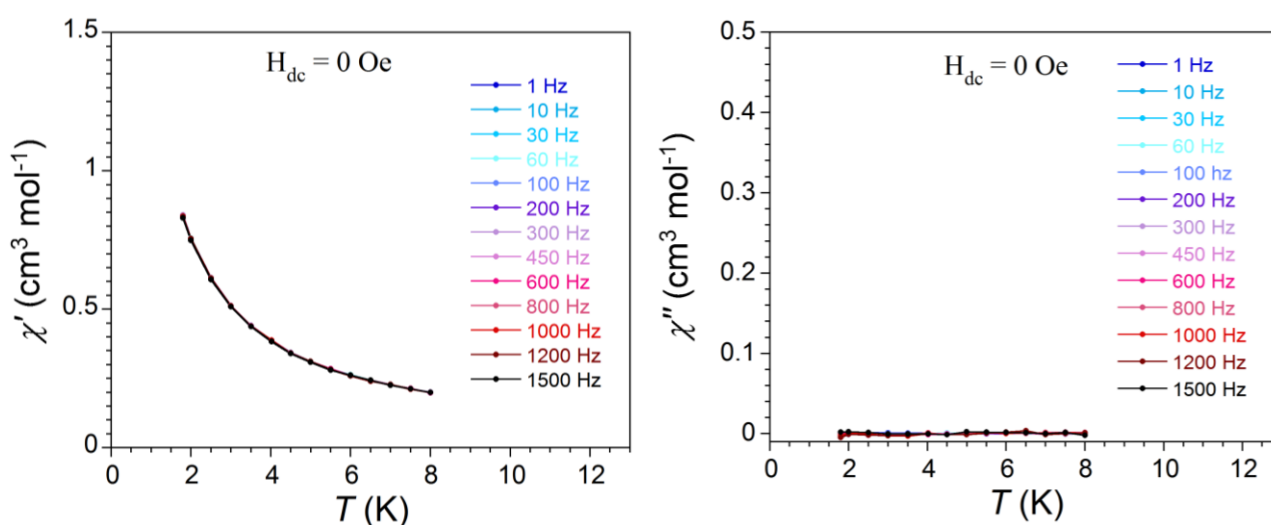 1.5
1
0.5
0
χ′ (cm³ mol⁻¹)
H_dc = 0 Oe
1 Hz
10 Hz
30 Hz
60 Hz
100 Hz
200 Hz
300 Hz
450 Hz
600 Hz
800 Hz
1000 Hz
1200 Hz
1500 Hz
0 2 4 6 8 10 12
T (K)
0.5
0.4
0.3
0.2
0.1
0
χ″ (cm³ mol⁻¹)
H_dc = 0 Oe
1 Hz
10 Hz
30 Hz
60 Hz
100 hz
200 Hz
300 Hz
450 Hz
600 Hz
800 Hz
1000 Hz
1200 Hz
1500 Hz
0 2 4 6 8 10 12
T (K)